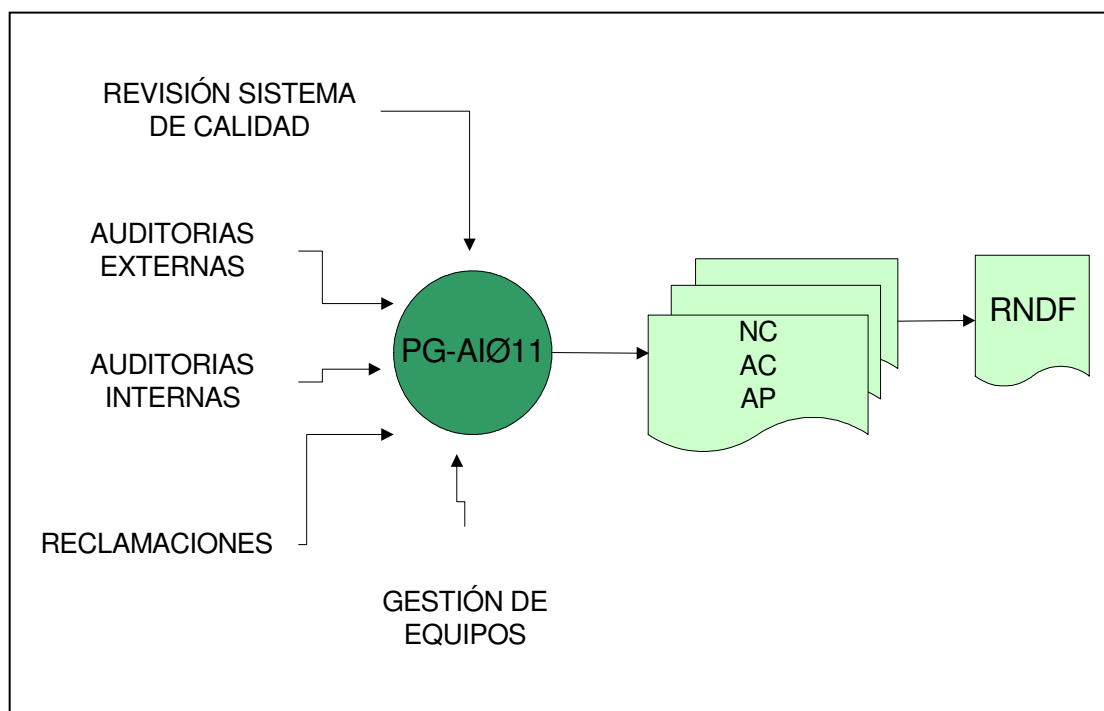 REVISIÓN SISTEMA
DE CALIDAD
AUDITORIAS
EXTERNAS
AUDITORIAS
INTERNAS
RECLAMACIONES
GESTIÓN DE
EQUIPOS
PG-AIØ11
NC
AC
AP
RNDF